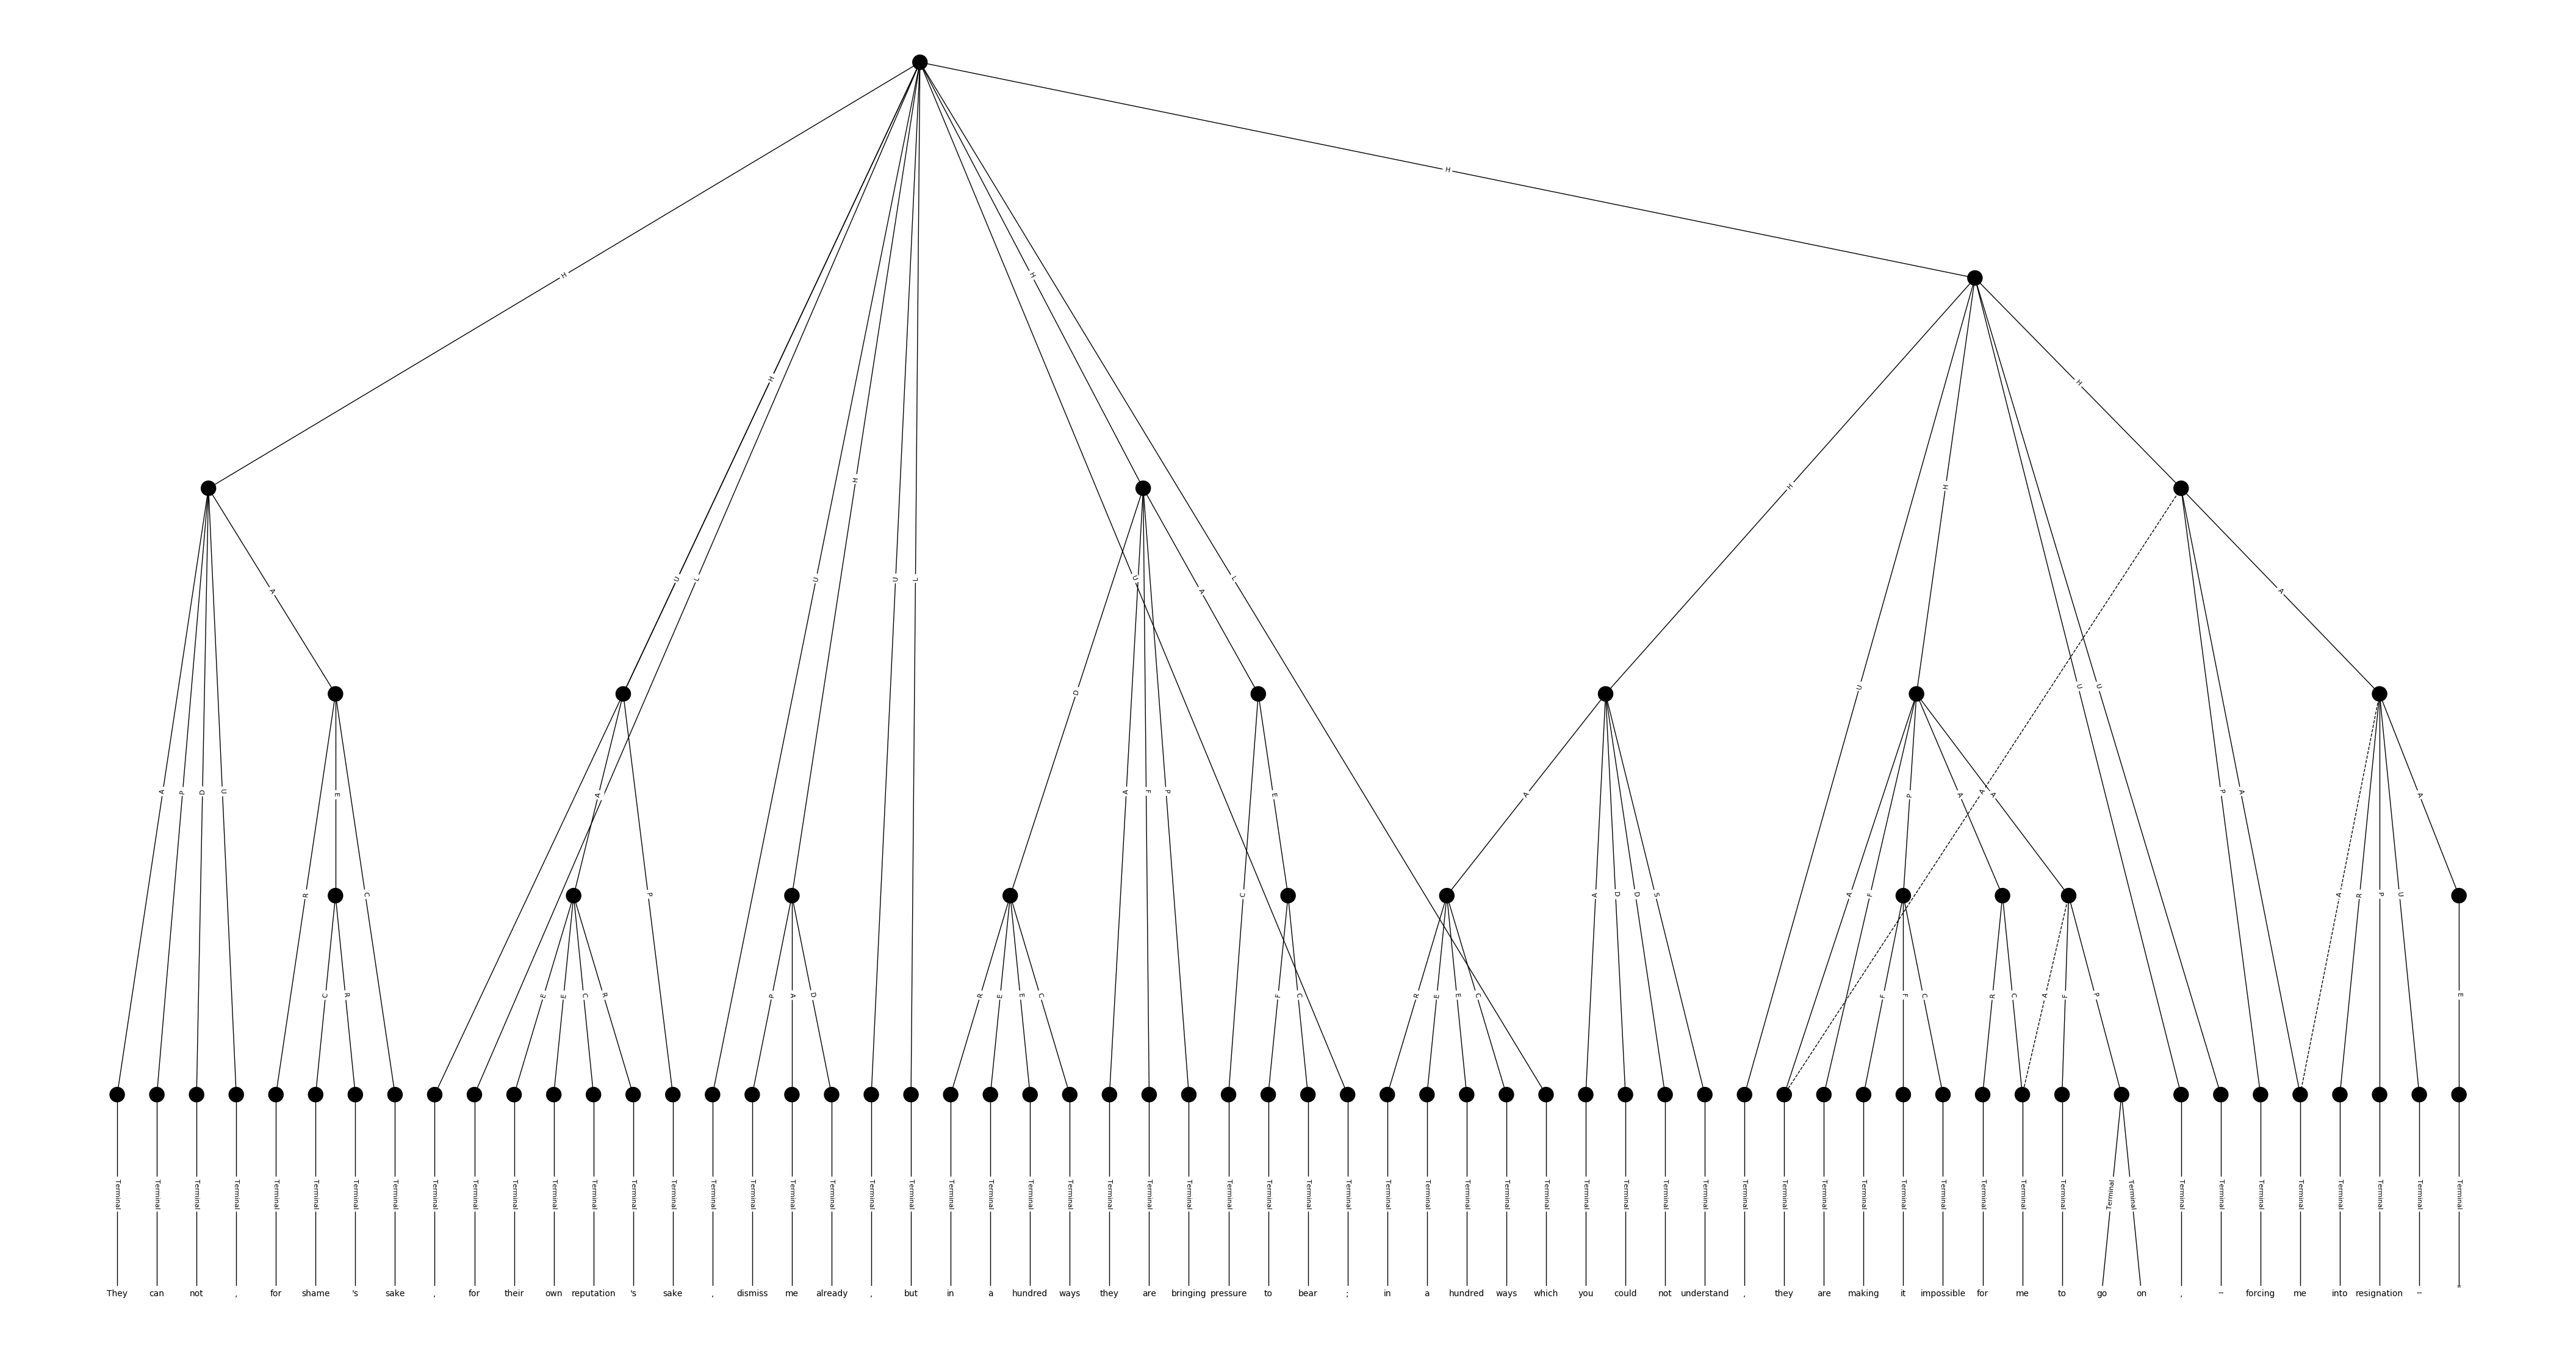 H
H
H
H
U
L
U
H
U
L
U
H
L
H
H
U
H
U
U
A
P
D
U
A
D
A
F
P
A
A
D
D
S
A
P
A
A
R
E
C
A
P
C
E
A
F
P
A
A
A
R
P
U
A
C
R
E
E
C
R
P
A
D
R
E
E
C
F
C
R
E
E
C
F
F
C
R
C
A
F
P
E
Terminal Terminal Terminal Terminal Terminal Terminal Terminal Terminal Terminal Terminal Terminal Terminal Terminal Terminal Terminal Terminal Terminal Terminal Terminal Terminal Terminal Terminal Terminal Terminal Terminal Terminal Terminal Terminal Terminal Terminal Terminal Terminal Terminal Terminal Terminal Terminal Terminal Terminal Terminal Terminal Terminal Terminal Terminal Terminal Terminal Terminal Terminal Terminal Terminal Terminal Terminal Terminal Terminal Terminal Terminal Terminal Terminal Terminal Terminal Terminal Terminal
They can not , for shame 's sake , for their own reputation 's sake , dismiss me already , but in a hundred ways they are bringing pressure to bear ; in a hundred ways which you could not understand , they are making it impossible for me to go on , -- forcing me into resignation -- "